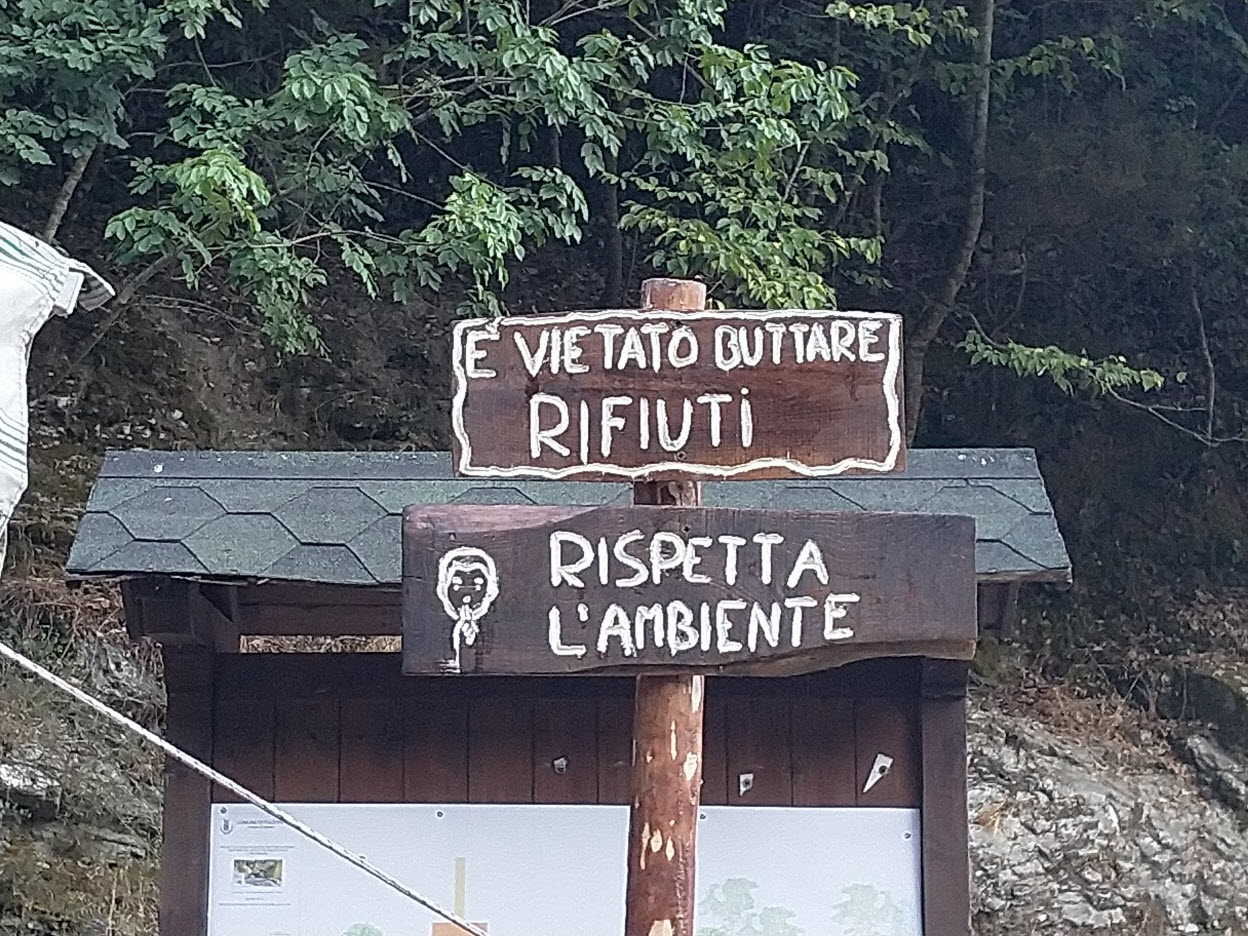 E' VIETATO BUTTARE
RIFIUTi
RISPETTA
L'AMBIENTE